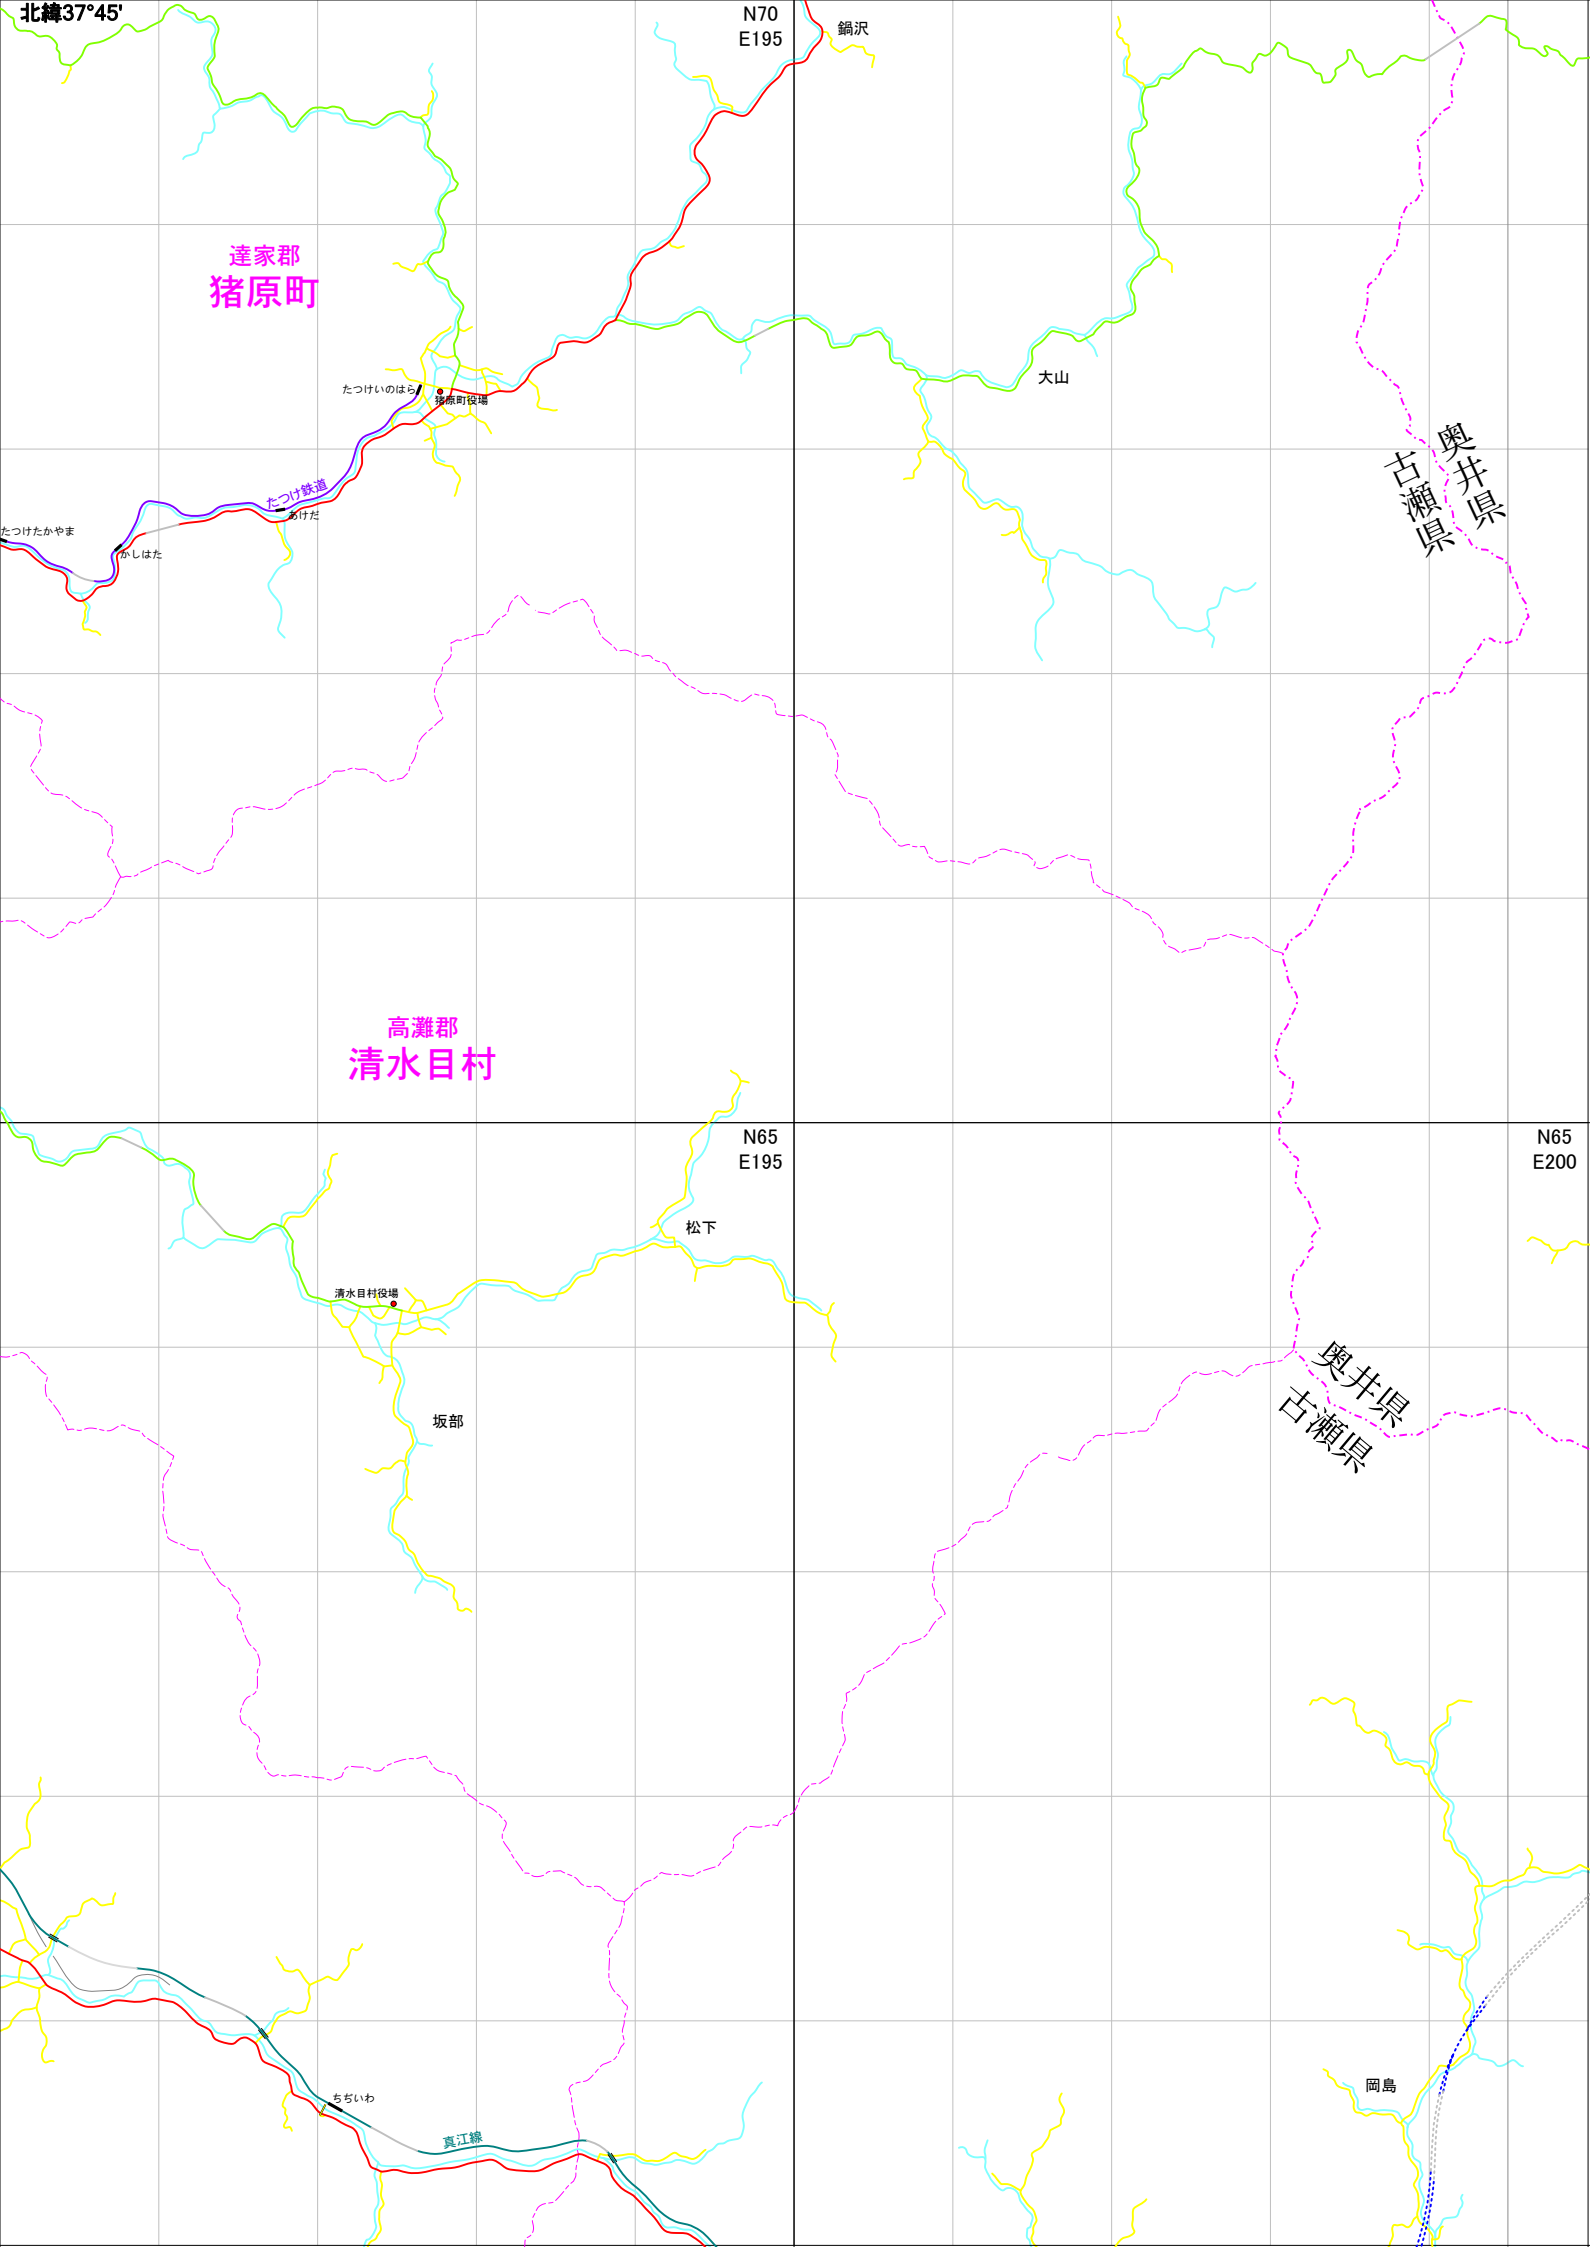 北緯37°45'
N70
E195
鍋沢
達家郡
猪原町
たつけいのはら
猪原町役場
大山
奥井県
古瀬県
たつけ鉄道
あけだ
たつけたかやま
かしはた
高灘郡
清水目村
N65
E195
N65
E200
松下
清水目村役場
奥井県
古瀬県
坂部
岡島
ちぢいわ
真江線